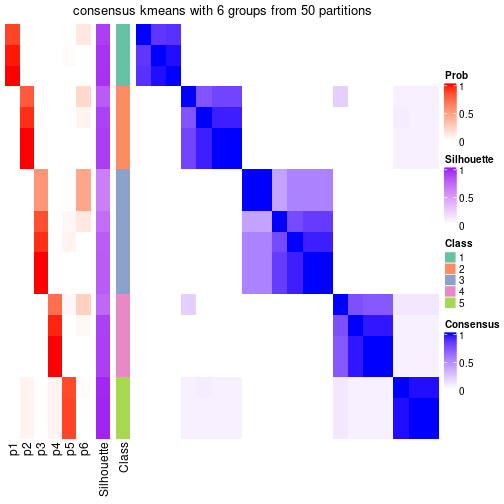 consensus kmeans with 6 groups from 50 partitions
Prob
1
0.5
0
Silhouette
1
0.5
0
Class
1
2
3
4
5
Consensus
1
0.5
0
p1
p2
p3
p4
p5
p6
Silhouette
Class